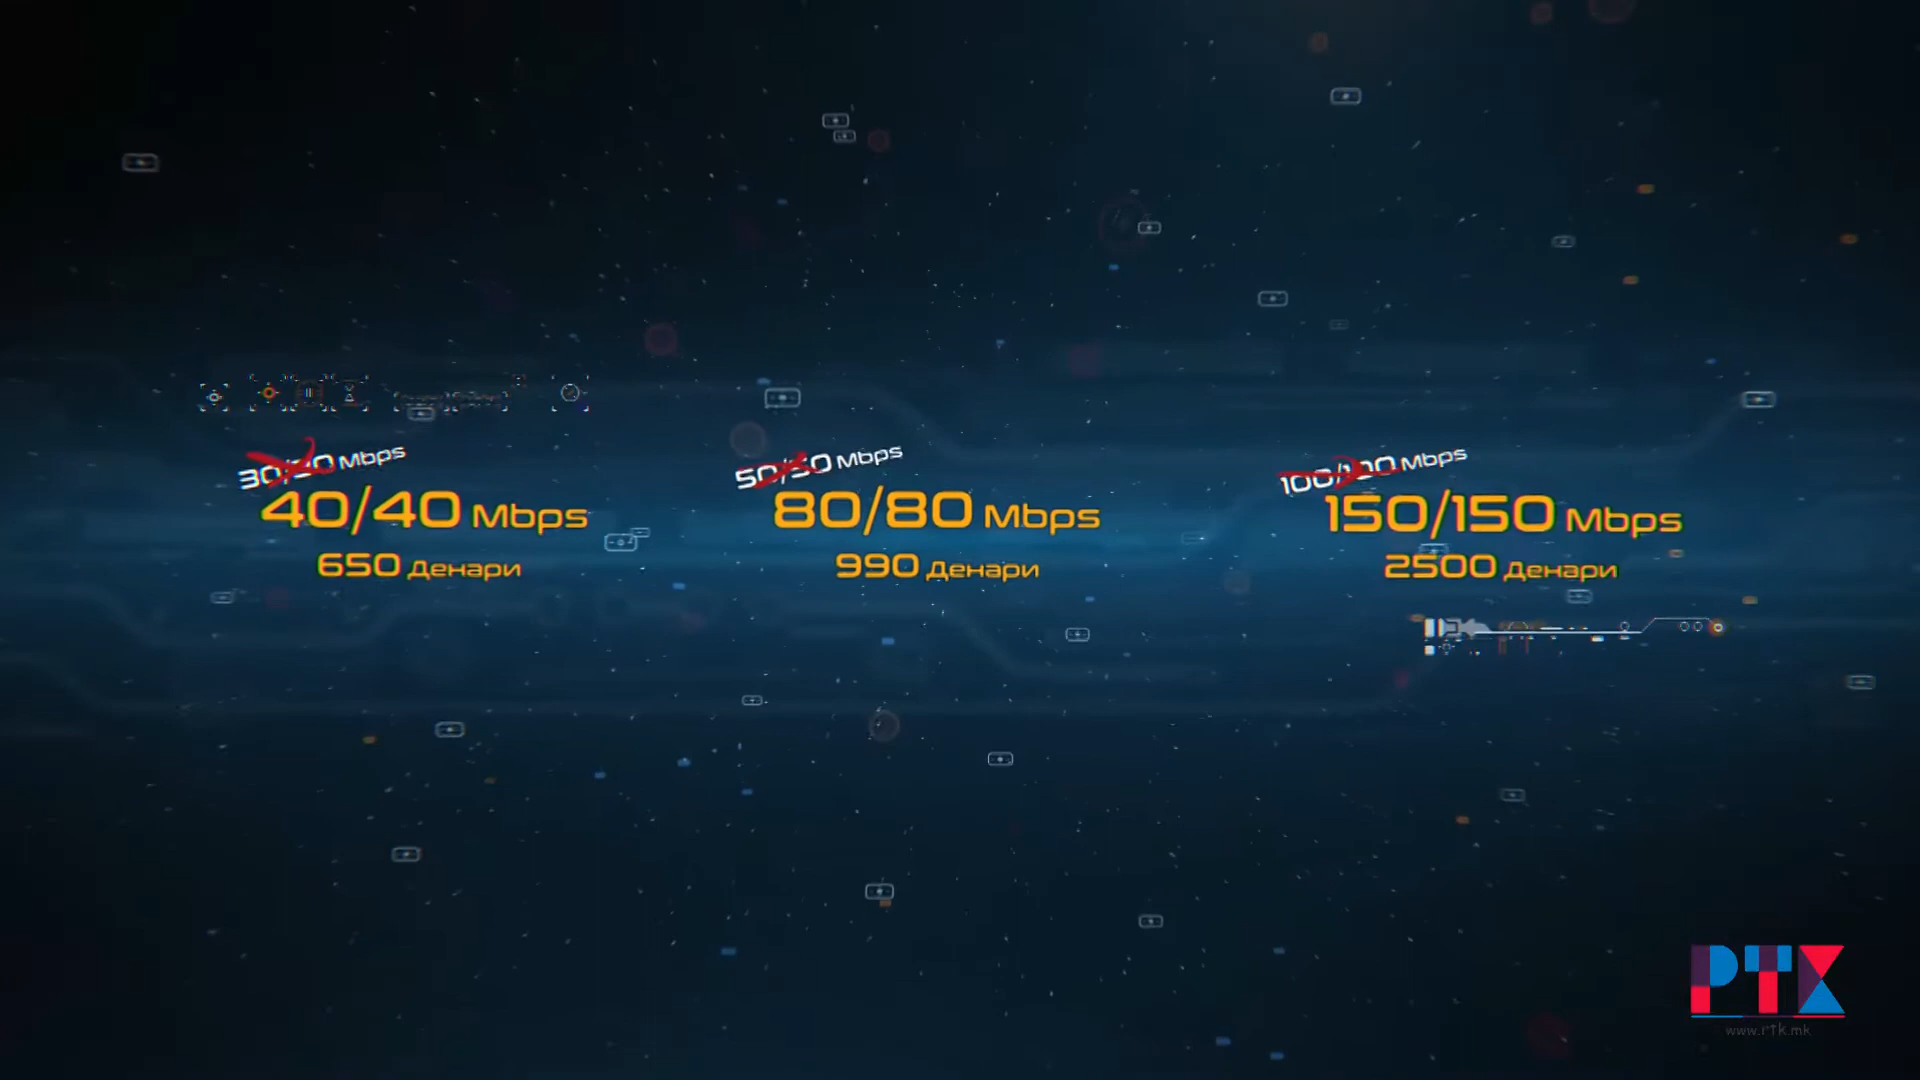 30/30 Mbps
40/40 Mbps
650 Денари
50/50 Mbps
80/80 Mbps
990 Денари
100/100 Mbps
150/150 Mbps
2500 Денари
РТК
www.rtk.mk